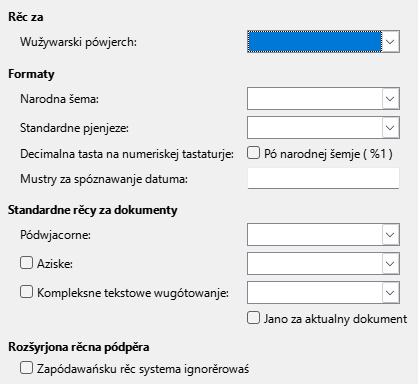 Rěc za
Wužywarski pówjerch:
Formaty
Narodna šema:
Standardne pjenjeze:
Decimalna tasta na numeriskej tastaturje: Pó narodnej šemje ( %1 )
Mustry za spóznawanje datuma:
Standardne rěcy za dokumenty
Pódwjacorne:
Aziske:
Kompleksne tekstowe wugótowanje:
Jano za aktualny dokument
Rozšyrjona rěcna pódpěra
Zapódawańsku rěc systema ignorěrowaś